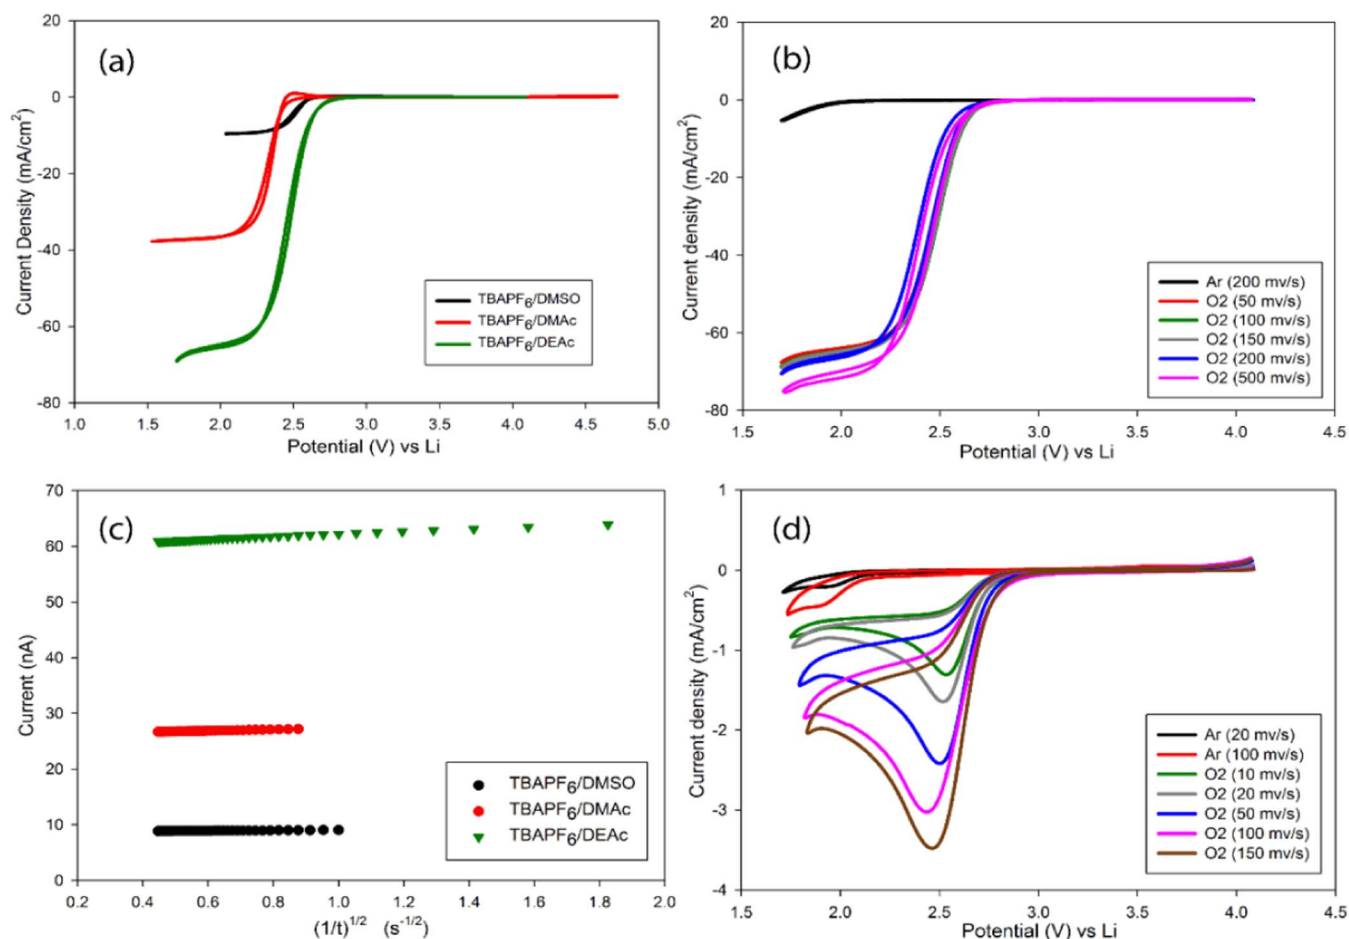 (a)
20
0
-20
-40
-60
-80
Current Density (mA/cm2)
TBAPF6/DMSO
TBAPF6/DMAc
TBAPF6/DEAc
1.0 1.5 2.0 2.5 3.0 3.5 4.0 4.5 5.0
Potential (V) vs Li
(b)
20
0
-20
-40
-60
-80
Current density (mA/cm2)
Ar (200 mv/s)
O2 (50 mv/s)
O2 (100 mv/s)
O2 (150 mv/s)
O2 (200 mv/s)
O2 (500 mv/s)
1.5 2.0 2.5 3.0 3.5 4.0 4.5
Potential (V) vs Li
(c)
70
60
50
40
30
20
10
0
Current (nA)
TBAPF6/DMSO
TBAPF6/DMAc
TBAPF6/DEAc
0.2 0.4 0.6 0.8 1.0 1.2 1.4 1.6 1.8 2.0
(1/t)1/2 (s-1/2)
(d)
1
0
-1
-2
-3
-4
Current density (mA/cm2)
Ar (20 mv/s)
Ar (100 mv/s)
O2 (10 mv/s)
O2 (20 mv/s)
O2 (50 mv/s)
O2 (100 mv/s)
O2 (150 mv/s)
1.5 2.0 2.5 3.0 3.5 4.0 4.5
Potential (V) vs Li